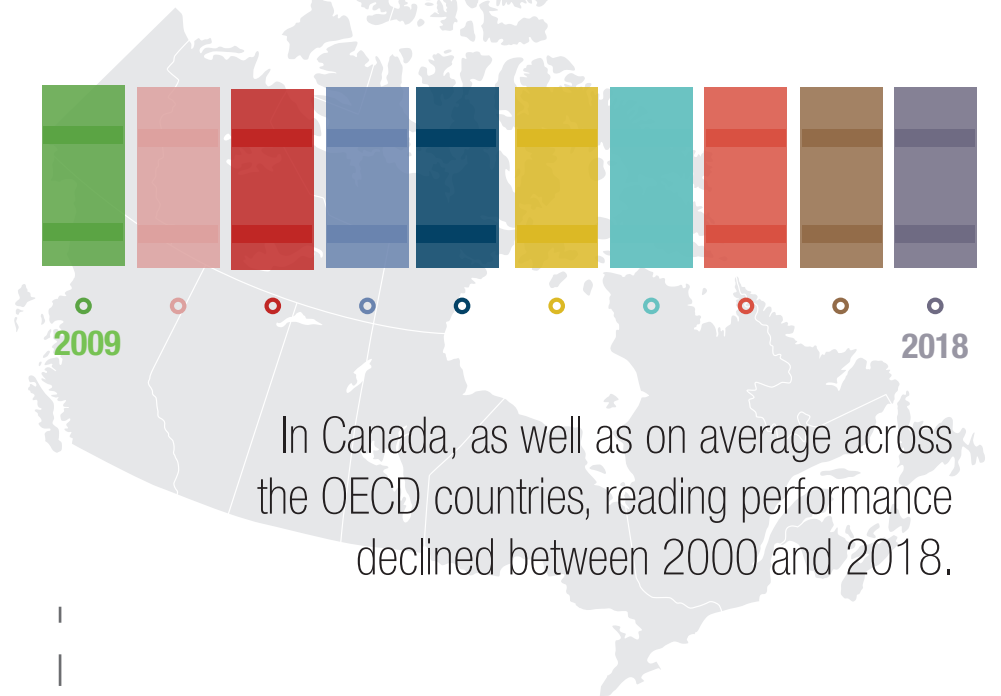 2009
2018
In Canada, as well as on average across
the OECD countries, reading performance
declined between 2000 and 2018.